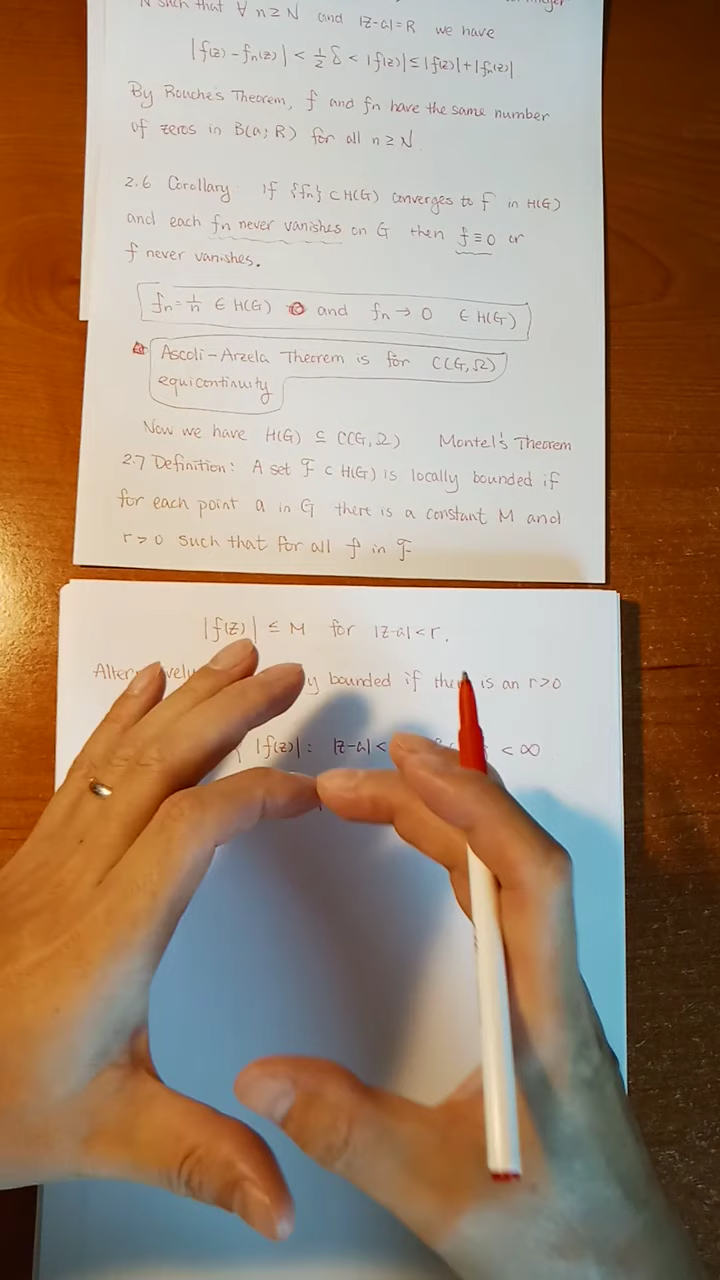 N such that ∀ n ≥ N and |z-a|=R we have
|f(z) - fn(z)| < ½ δ < |f(z)| ≤ |f(z)| + |fn(z)|
By Rouche's Theorem, f and fn have the same number
of zeros in B(a; R) for all n ≥ N
2.6 Corollary: If {fn} ⊂ H(G) converges to f in H(G)
and each fn never vanishes on G then f ≡ 0 or
f never vanishes.
fn = 1/n ∈ H(G) and fn → 0 ∈ H(G)
Ascoli-Arzela Theorem is for C(G, Ω)
equicontinuity
Now we have H(G) ⊆ C(G, Ω) Montel's Theorem
2.7 Definition: A set F ⊂ H(G) is locally bounded if
for each point a in G there is a constant M and
r > 0 such that for all f in F
|f(z)| ≤ M for |z-a| < r.
bounded if there is an r>0
|f(z)| : |z-a| < < ∞